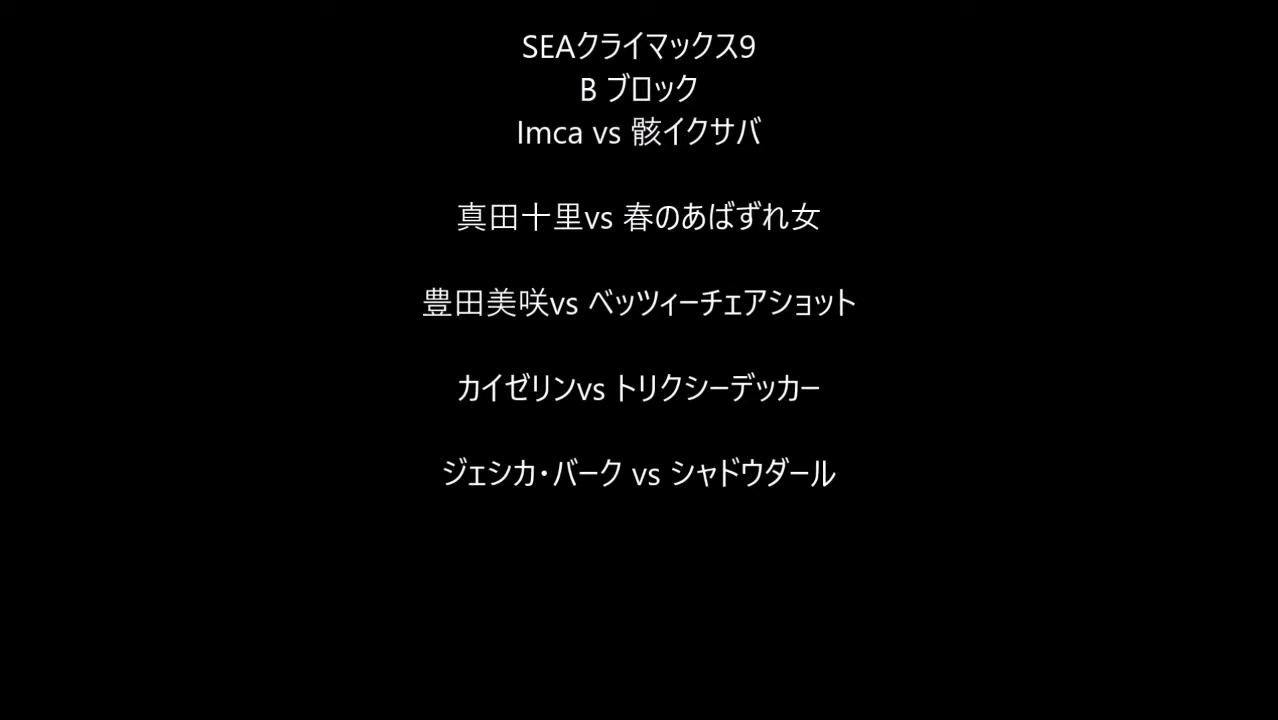 SEAクライマックス9
B ブロック
Imca vs 骸イクサバ
真田十里vs 春のあばずれ女
豊田美咲vs ベッツィーチェアショット
カイゼリンvs トリクシーデッカー
ジェシカ・バーク vs シャドウダール